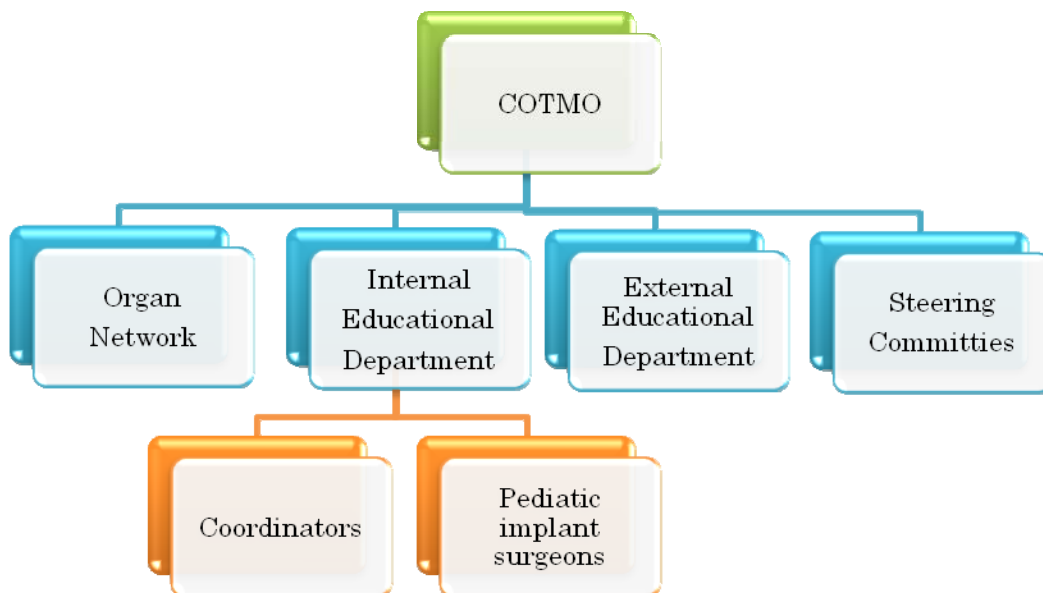 COTMO
Organ
Network
Internal
Educational
Department
External
Educational
Department
Steering
Committies
Coordinators
Pediatic
implant
surgeons